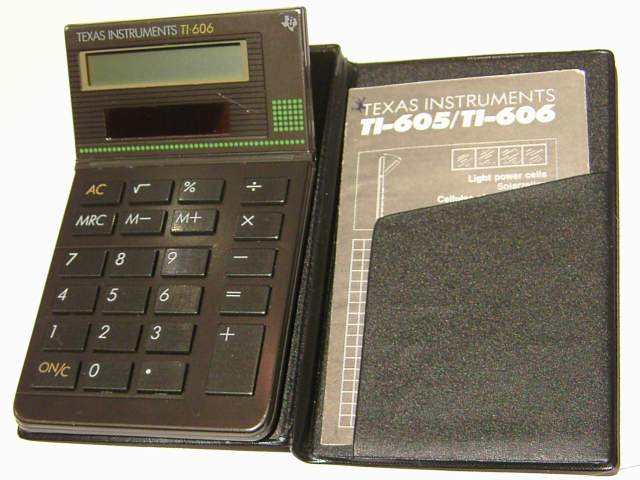 TEXAS INSTRUMENTS TI-606
AC √ % ÷
MRC M− M+ ×
7 8 9 −
4 5 6 =
1 2 3 +
ON/C 0 .
TEXAS INSTRUMENTS
TI-605/TI-606
Light power cells